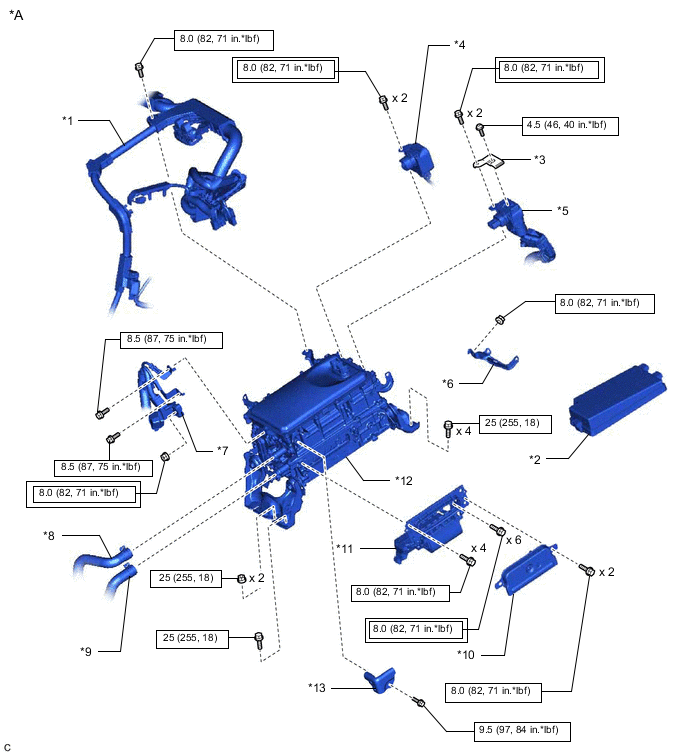 *A
8.0 (82, 71 in.*lbf)
*4
8.0 (82, 71 in.*lbf)
8.0 (82, 71 in.*lbf)
x 2
x 2
*1
4.5 (46, 40 in.*lbf)
*3
*5
8.0 (82, 71 in.*lbf)
8.5 (87, 75 in.*lbf)
*6
25 (255, 18)
x 4
*7
*2
8.5 (87, 75 in.*lbf)
*12
8.0 (82, 71 in.*lbf)
*8
x 6
*11
x 4
x 2
25 (255, 18)
x 2
8.0 (82, 71 in.*lbf)
8.0 (82, 71 in.*lbf)
25 (255, 18)
*9
*10
*13
8.0 (82, 71 in.*lbf)
9.5 (97, 84 in.*lbf)
c